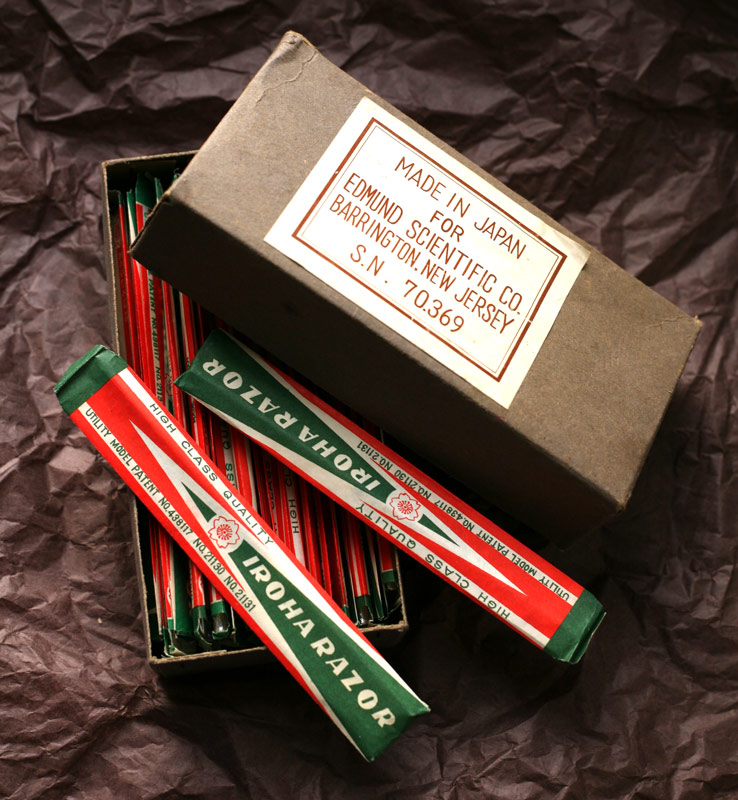 MADE IN JAPAN
FOR
EDMUND SCIENTIFIC CO.
BARRINGTON, NEW JERSEY
S.N. 70.369
IROHA RAZOR
HIGH CLASS QUALITY
UTILITY MODEL PATENT NO.438117 NO.21130 NO.21131
HIGH CLASS QUALITY
UTILITY MODEL PATENT NO.438117 NO.21130 NO.21131
IROHA RAZOR